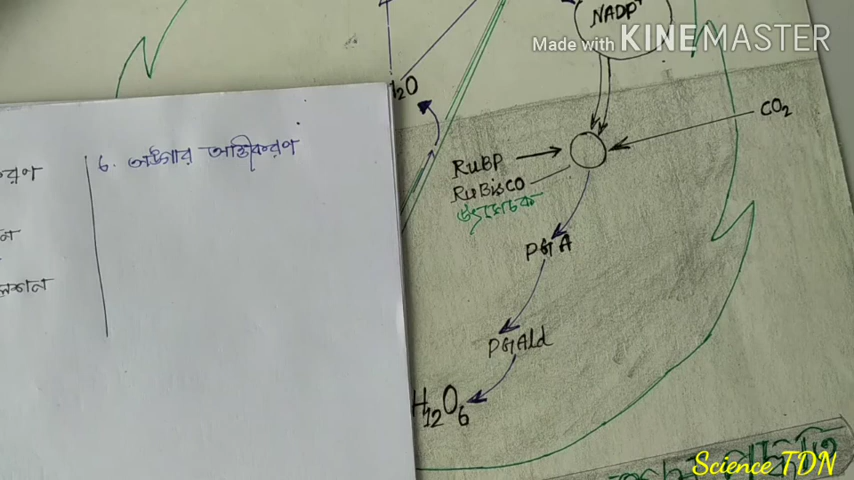 NADP+
Made with KINEMASTER
H2O
CO2
৬. অঙ্গার আত্তিকরণ
RuBP
RuBisCO
উৎসেচক
PGA
PGAld
H12O6
Science TDN